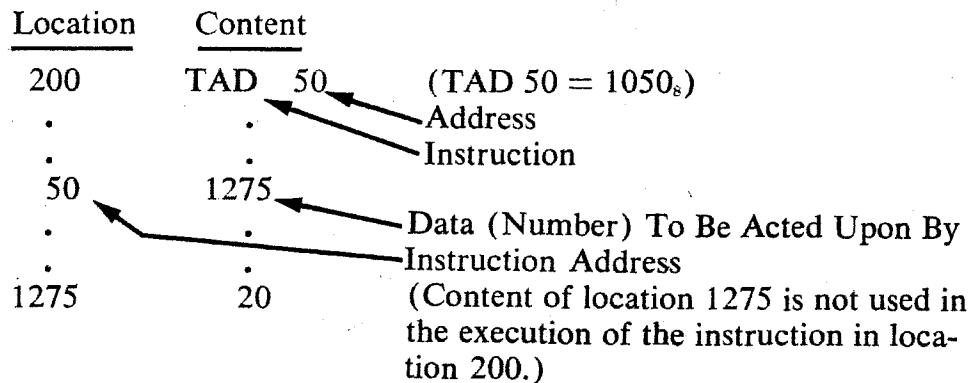 Location Content
200 TAD 50 (TAD 50 = 1050₈)
. . Address
. . Instruction
50 1275
. . Data (Number) To Be Acted Upon By
. . Instruction Address
1275 20 (Content of location 1275 is not used in
the execution of the instruction in loca-
tion 200.)